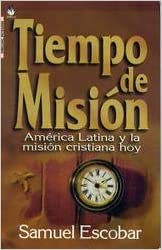 Tiempo
de
Misión
América Latina y la
misión cristiana hoy
Samuel Escobar